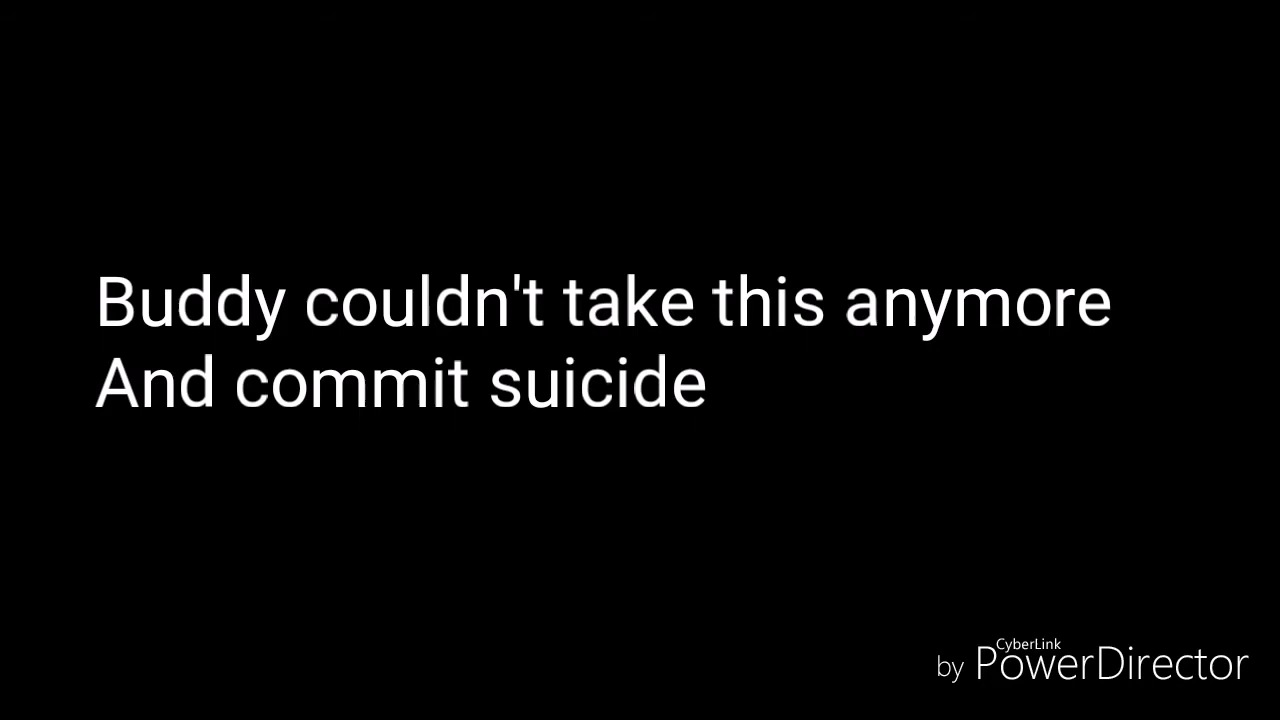 Buddy couldn't take this anymore
And commit suicide
CyberLink
by PowerDirector